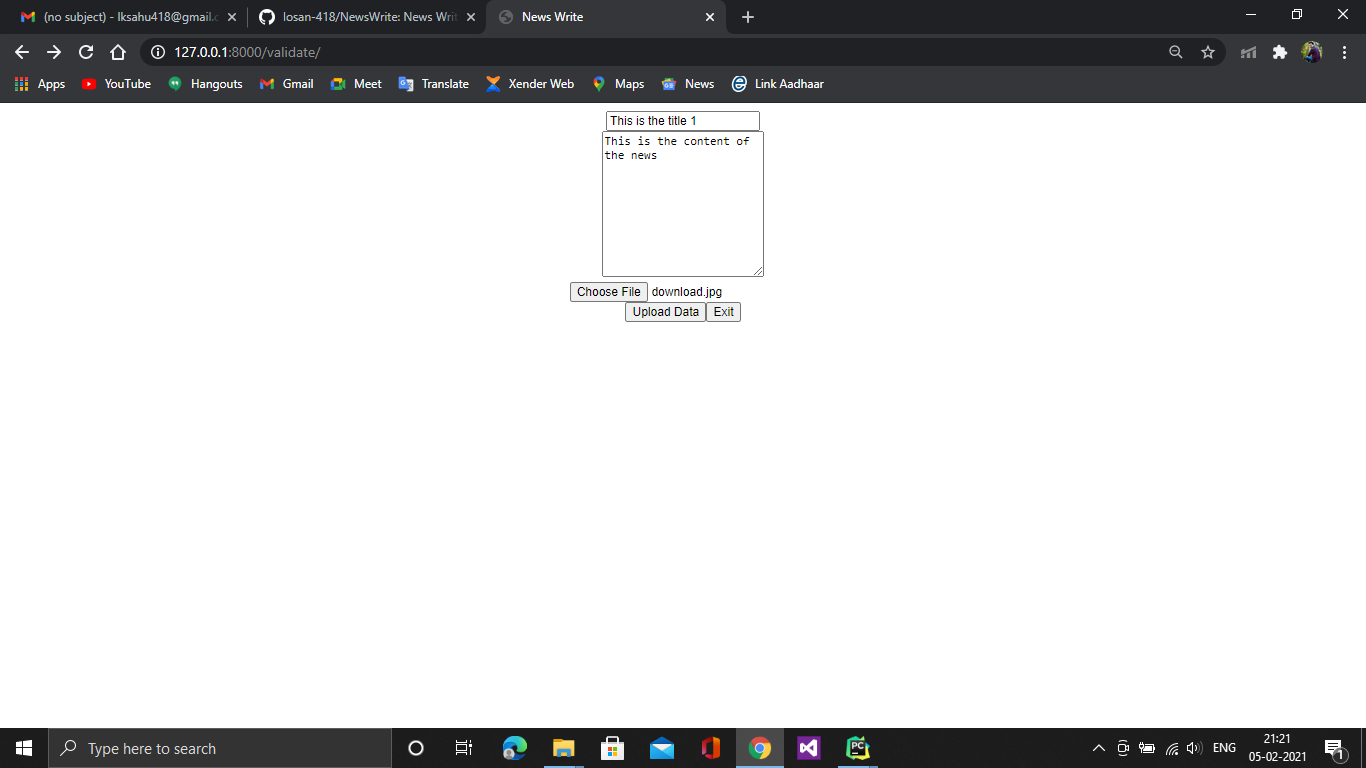 (no subject) - lksahu418@gmail.c
losan-418/NewsWrite: News Writ
News Write
127.0.0.1:8000/validate/
Apps YouTube Hangouts Gmail Meet Translate Xender Web Maps News Link Aadhaar
This is the title 1
This is the content of
the news
Choose File download.jpg
Upload Data Exit
Type here to search
PC
ENG
21:21
05-02-2021
1